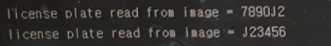 license plate read from image = 7890J2
license plate read from image = J23456